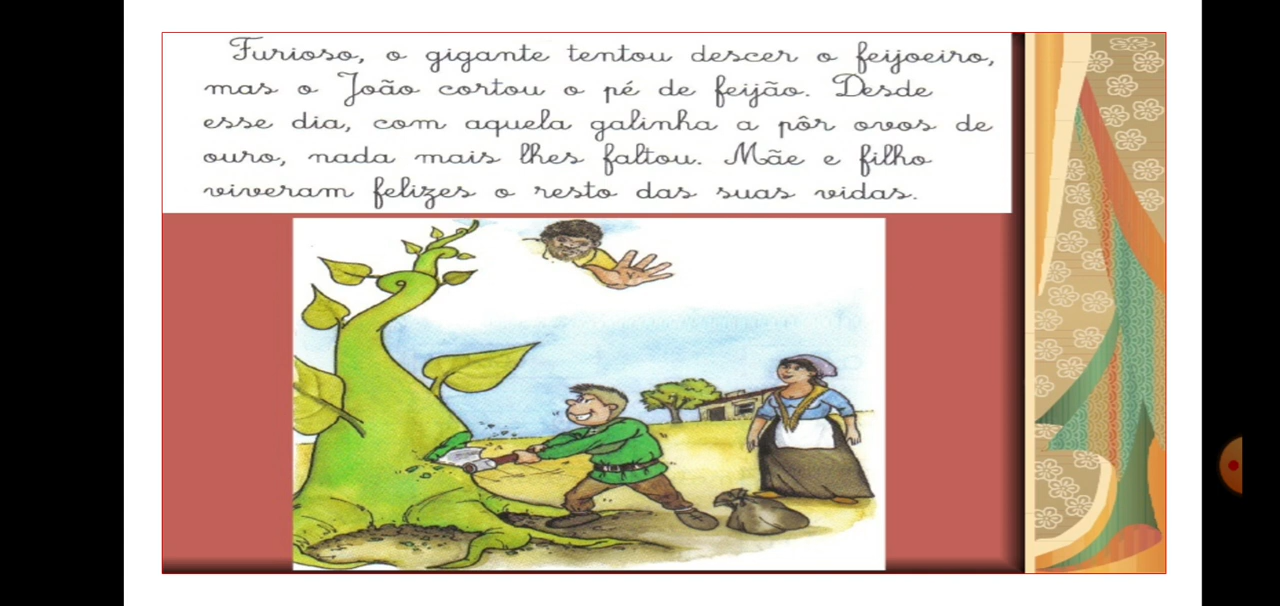 Furioso, o gigante tentou descer o feijoeiro,
mas o João cortou o pé de feijão. Desde
esse dia, com aquela galinha a pôr ovos de
ouro, nada mais lhes faltou. Mãe e filho
viveram felizes o resto das suas vidas.